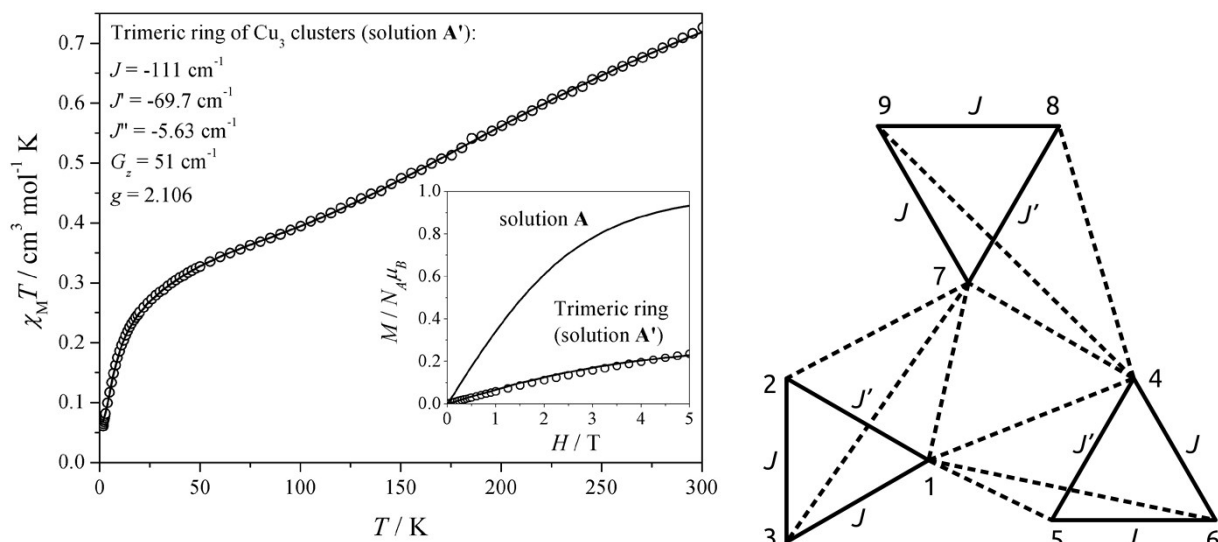 Trimeric ring of Cu₃ clusters (solution A'):
J = -111 cm⁻¹
J' = -69.7 cm⁻¹
J'' = -5.63 cm⁻¹
G_z = 51 cm⁻¹
g = 2.106
χ_M T / cm³ mol⁻¹ K
0.7
0.6
0.5
0.4
0.3
0.2
0.1
0.0
0 50 100 150 200 250 300
T / K
M / N_A μ_B
1.0
0.8
0.6
0.4
0.2
0.0
solution A
Trimeric ring
(solution A')
0 1 2 3 4 5
H / T
9 J 8
J J'
7
2 4
J' J' J
J
1
J
3 5 J 6